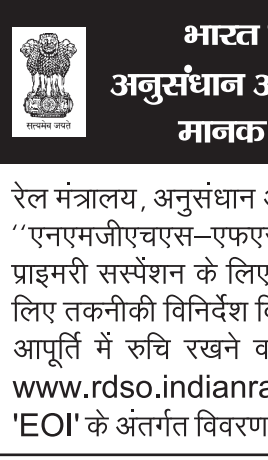 सत्यमेव जयते
भारत
अनुसंधान
मानक
रेल मंत्रालय, अनुसंधान
‘‘एनएमजीएचएस–एफएस
प्राइमरी सस्पेंशन के लिए
लिए तकनीकी विनिर्देश
आपूर्ति में रुचि रखने
www.rdso.indianra
'EOI' के अंतर्गत विवरण